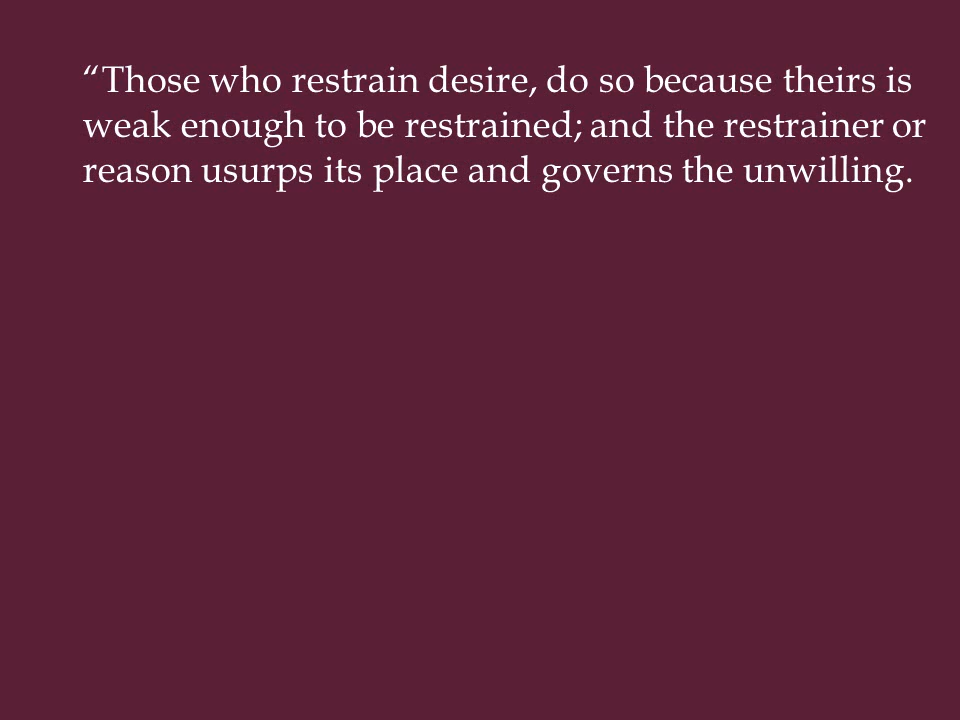 “Those who restrain desire, do so because theirs is
weak enough to be restrained; and the restrainer or
reason usurps its place and governs the unwilling.